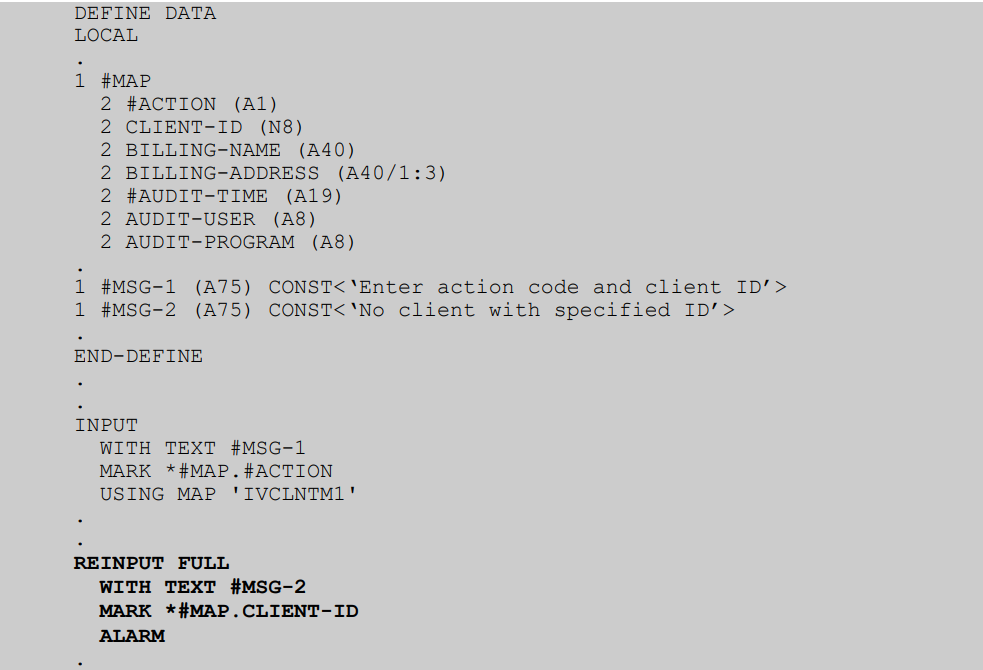 DEFINE DATA
LOCAL
.
1 #MAP
2 #ACTION (A1)
2 CLIENT-ID (N8)
2 BILLING-NAME (A40)
2 BILLING-ADDRESS (A40/1:3)
2 #AUDIT-TIME (A19)
2 AUDIT-USER (A8)
2 AUDIT-PROGRAM (A8)
.
1 #MSG-1 (A75) CONST<‘Enter action code and client ID’>
1 #MSG-2 (A75) CONST<‘No client with specified ID’>
.
END-DEFINE
.
.
INPUT
WITH TEXT #MSG-1
MARK *#MAP.#ACTION
USING MAP 'IVCLNTM1'
.
.
REINPUT FULL
WITH TEXT #MSG-2
MARK *#MAP.CLIENT-ID
ALARM
.